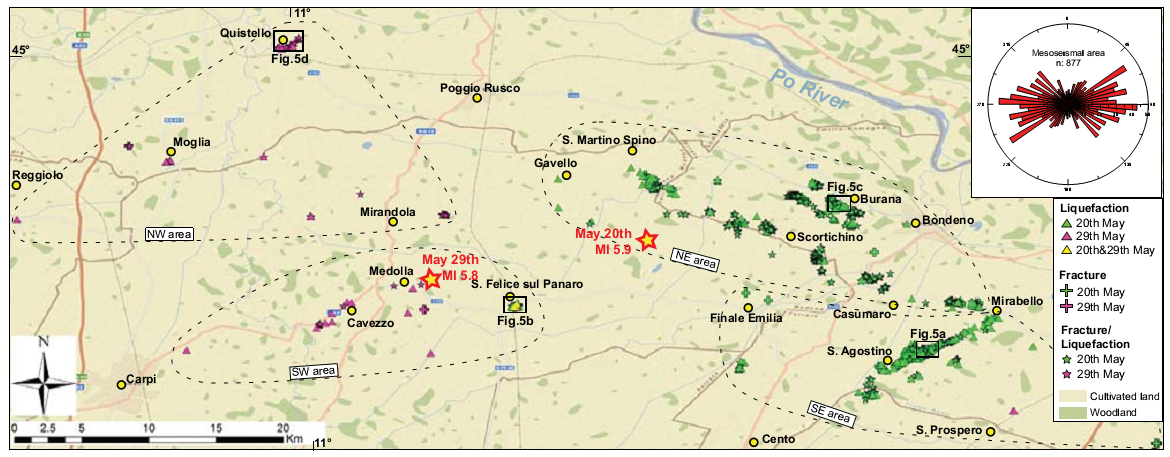 11°
45°
Quistello
Fig.5d
Poggio Rusco
Po River
45°
Mesoseismal area
n: 877
Moglia
Reggiolo
S. Martino Spino
Gavello
Fig.5c
Burana
Mirandola
NW area
Bondeno
Scortichino
May 20th
Ml 5.9
NE area
May 29th
Ml 5.8
Medolla
S. Felice sul Panaro
Fig.5b
Cavezzo
SW area
Finale Emilia
Casumaro
Mirabello
Fig.5a
S. Agostino
SE area
Cento
S. Prospero
Carpi
N
0 2.5 5 10 15 20
Km
11°
Liquefaction
20th May
29th May
20th&29th May
Fracture
20th May
29th May
Fracture/
Liquefaction
20th May
29th May
Cultivated land
Woodland